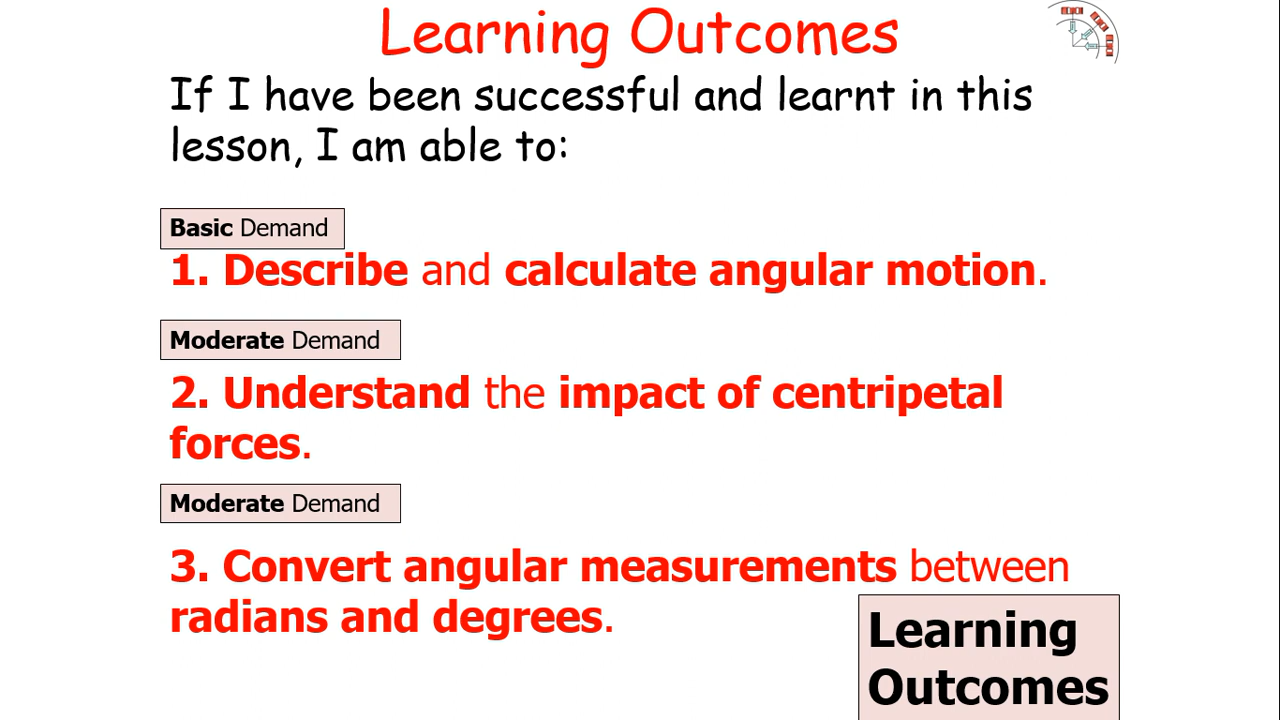 Learning Outcomes
If I have been successful and learnt in this
lesson, I am able to:
Basic Demand
1. Describe and calculate angular motion.
Moderate Demand
2. Understand the impact of centripetal
forces.
Moderate Demand
3. Convert angular measurements between
radians and degrees.
Learning
Outcomes